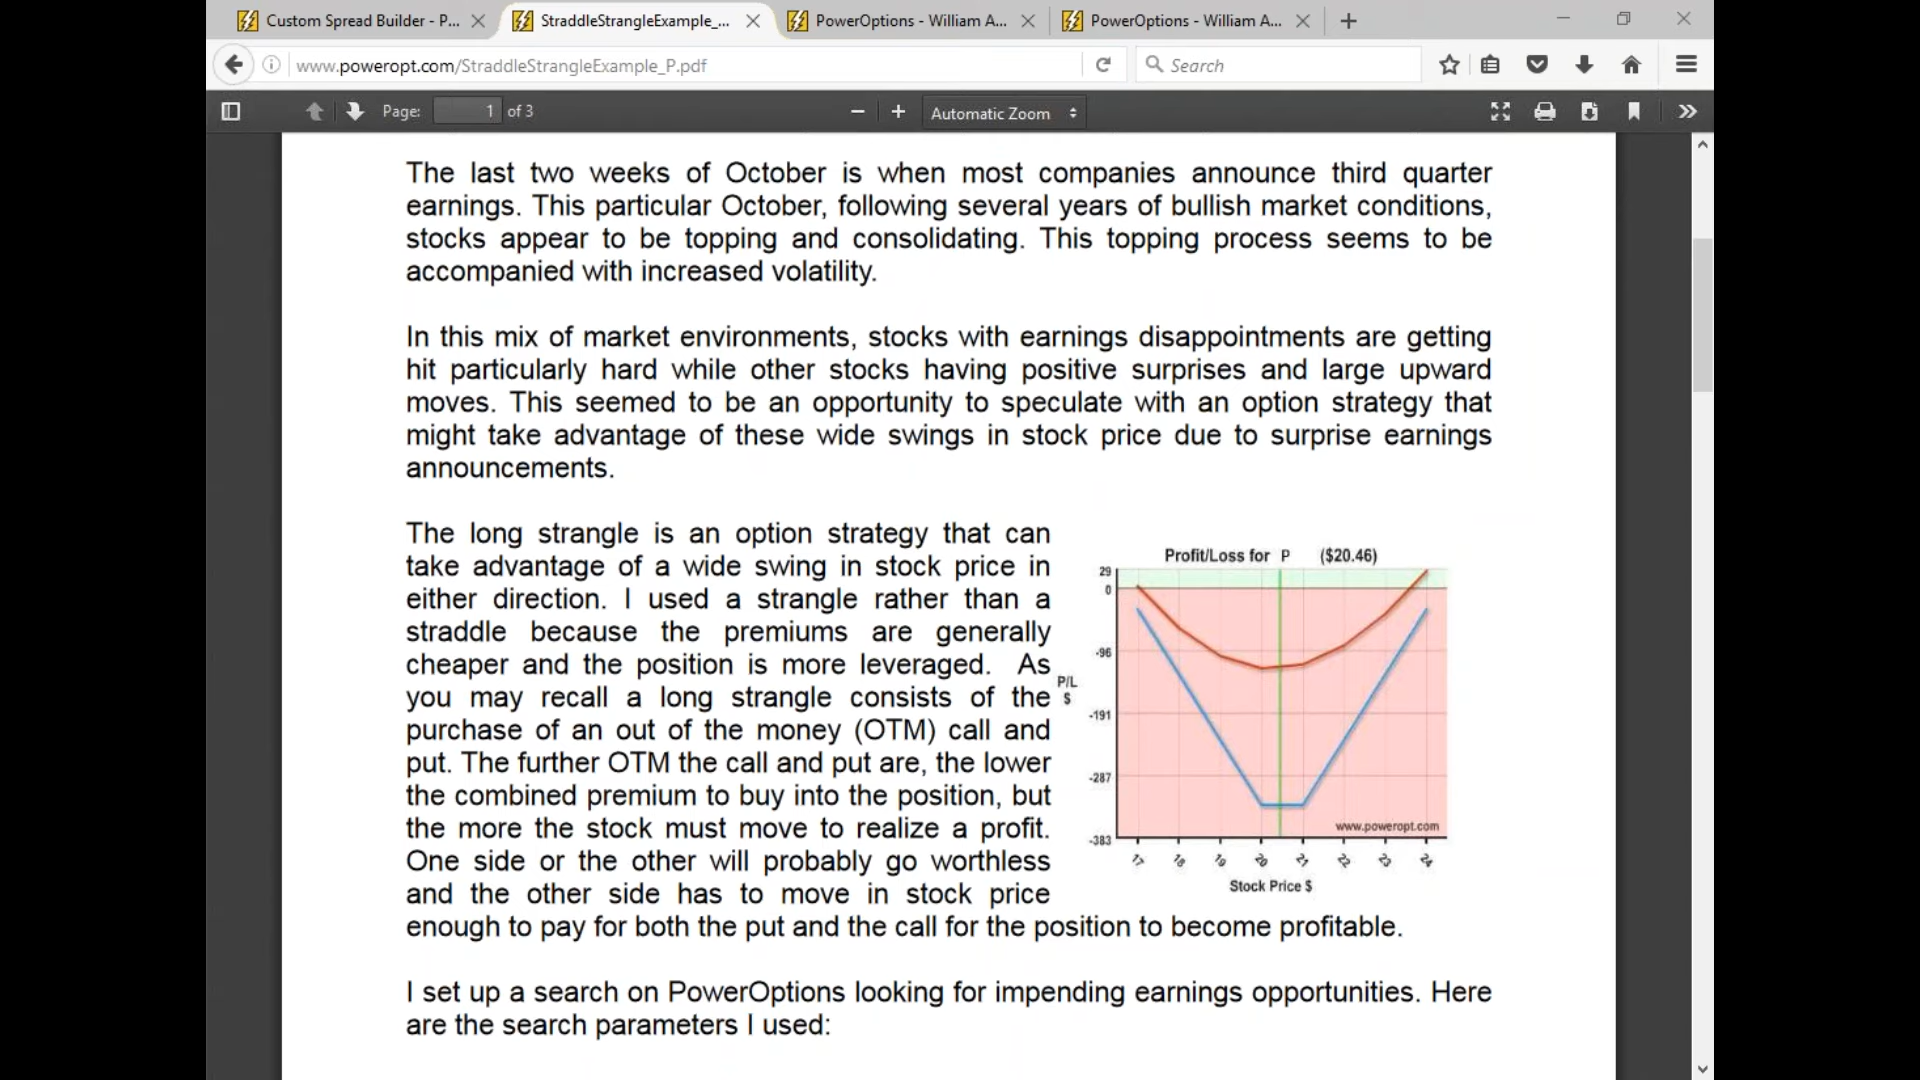 Custom Spread Builder - P...
StraddleStrangleExample_...
PowerOptions - William A...
PowerOptions - William A...
www.poweropt.com/StraddleStrangleExample_P.pdf
Search
Page: 1 of 3
Automatic Zoom
The last two weeks of October is when most companies announce third quarter
earnings. This particular October, following several years of bullish market conditions,
stocks appear to be topping and consolidating. This topping process seems to be
accompanied with increased volatility.
In this mix of market environments, stocks with earnings disappointments are getting
hit particularly hard while other stocks having positive surprises and large upward
moves. This seemed to be an opportunity to speculate with an option strategy that
might take advantage of these wide swings in stock price due to surprise earnings
announcements.
The long strangle is an option strategy that can
take advantage of a wide swing in stock price in
either direction. I used a strangle rather than a
straddle because the premiums are generally
cheaper and the position is more leveraged. As
you may recall a long strangle consists of the
purchase of an out of the money (OTM) call and
put. The further OTM the call and put are, the lower
the combined premium to buy into the position, but
the more the stock must move to realize a profit.
One side or the other will probably go worthless
and the other side has to move in stock price
enough to pay for both the put and the call for the position to become profitable.
Profit/Loss for P ($20.46)
29
0
-96
-191
-287
-383
P/L
$
www.poweropt.com
17 18 19 20 21 22 23 24
Stock Price $
I set up a search on PowerOptions looking for impending earnings opportunities. Here
are the search parameters I used: